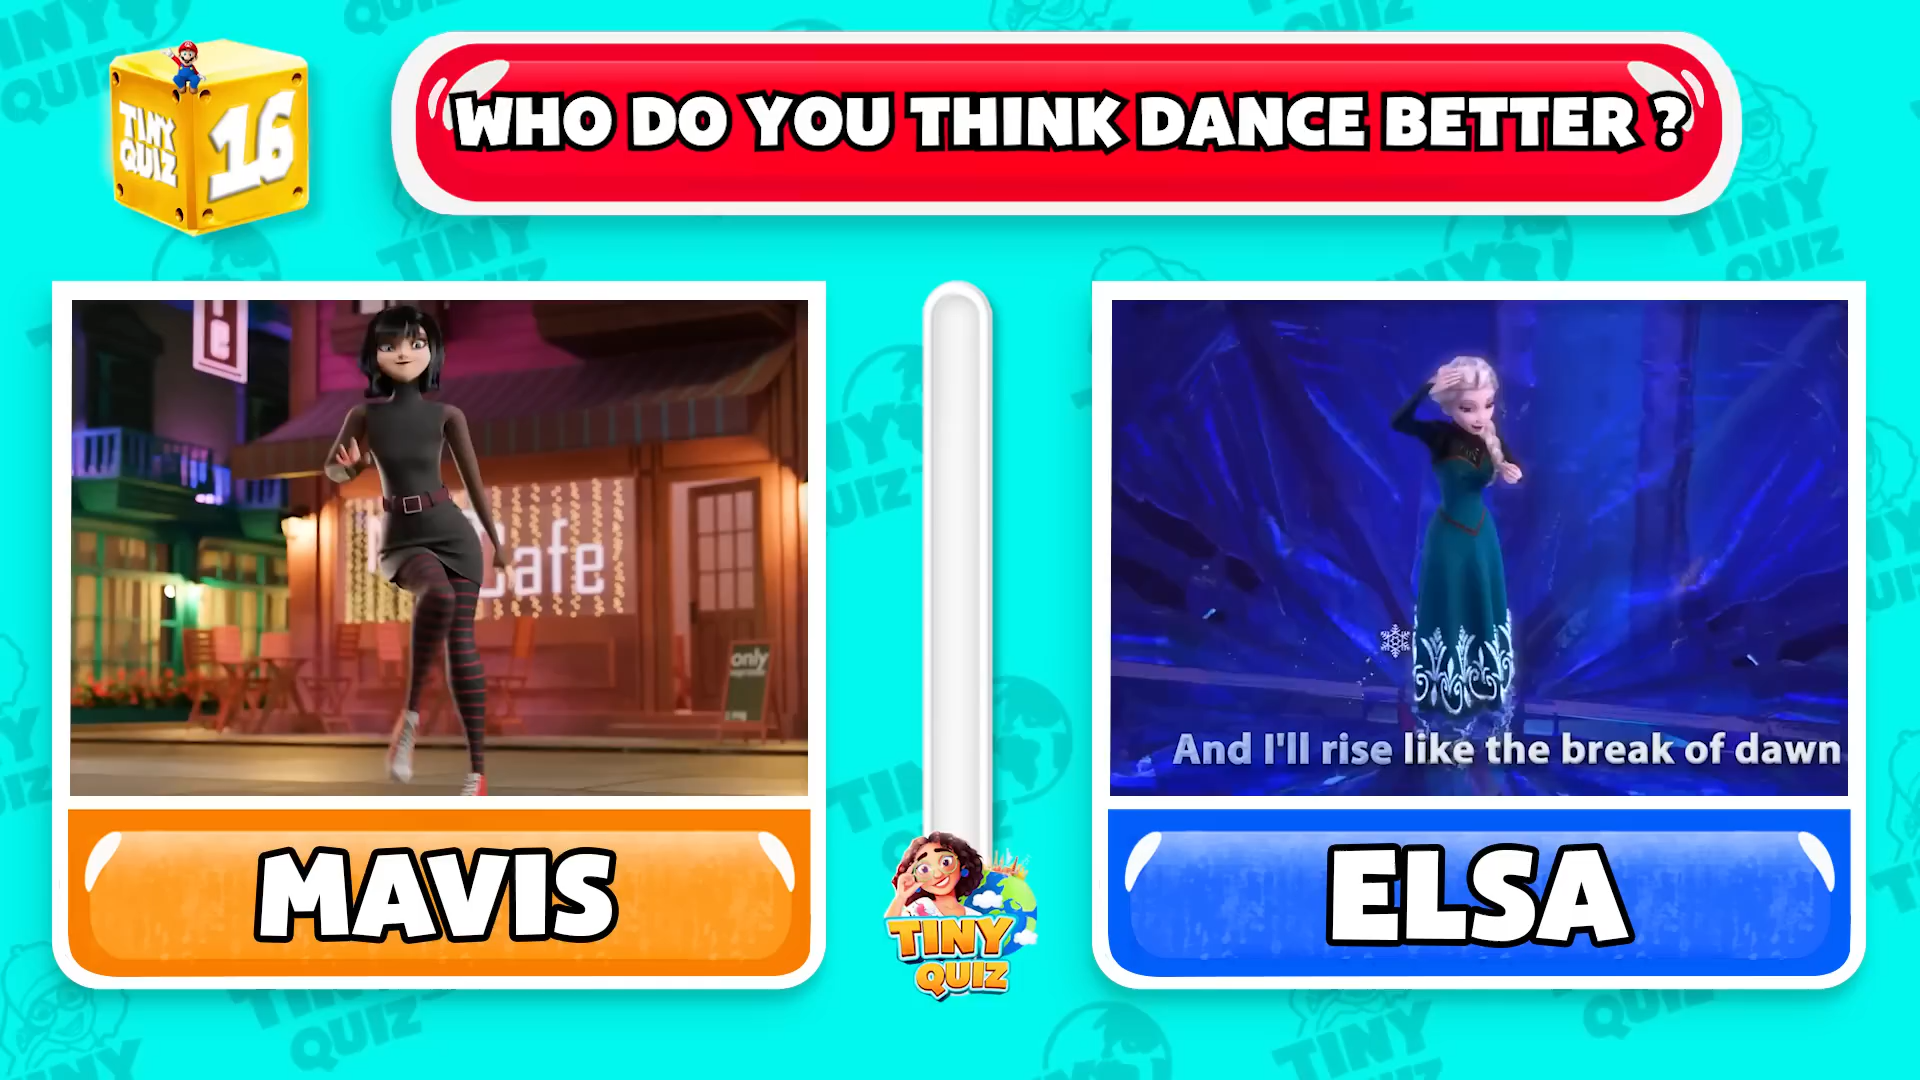 TINY
QUIZ
16
WHO DO YOU THINK DANCE BETTER ?
Cafe
only
And I'll rise like the break of dawn
MAVIS
ELSA
TINY
QUIZ